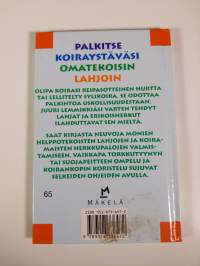 PALKITSE
KOIRAYSTÄVÄSI
OMATEKOISIN
LAHJOIN
OLIPA KOIRASI REIPASOTTEINEN HURTTA
TAI LELLITELTY SYLIKOIRA, SE ODOTTAA
PALKINTOA USKOLLISUUDESTAAN.
JUURI LEMMIKKIÄSI VARTEN TEHDYT
LAHJAT JA ERIKOISHERKUT
ILAHDUTTAVAT SEN MIELTÄ.
SAAT KIRJASTA NEUVOJA MONIEN
HELPPOTEKOISTEN LAHJOJEN JA KOIRA-
MAISTEN HERKKUPALOJEN VALMIS-
TAMISEEN. VAIKKAPA TORKKUTYYNYN
TAI SUOJAPEITTEEN OMPELU JA
KOIRANKOPIN KORISTELU SUJUVAT
SELKEIDEN OHJEIDEN AVULLA.
65
MÄKELÄ